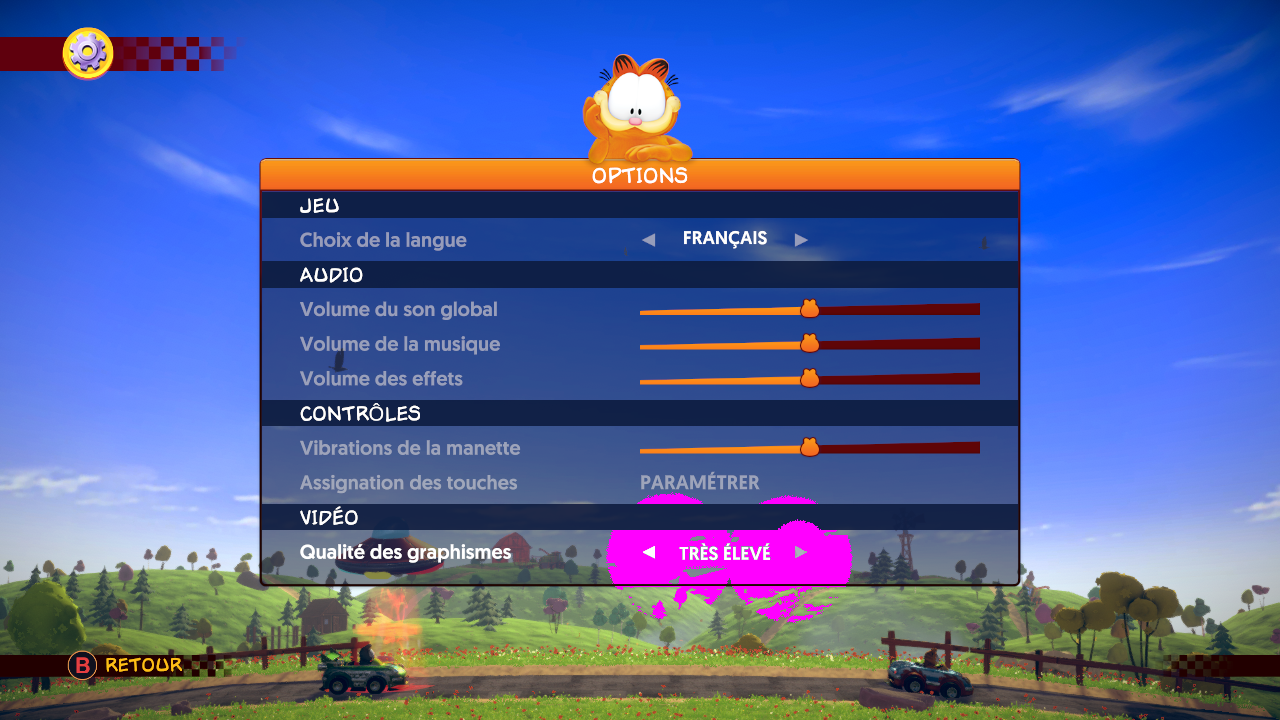 OPTIONS
JEU
Choix de la langue FRANÇAIS
AUDIO
Volume du son global
Volume de la musique
Volume des effets
CONTRÔLES
Vibrations de la manette
Assignation des touches PARAMÉTRER
VIDÉO
Qualité des graphismes TRÈS ÉLEVÉ
B RETOUR